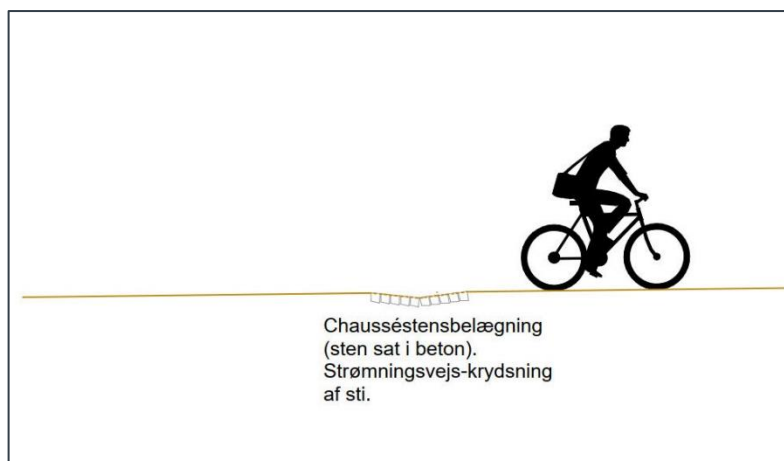 Chausséstensbelægning
(sten sat i beton).
Strømningsvejs-krydsning
af sti.